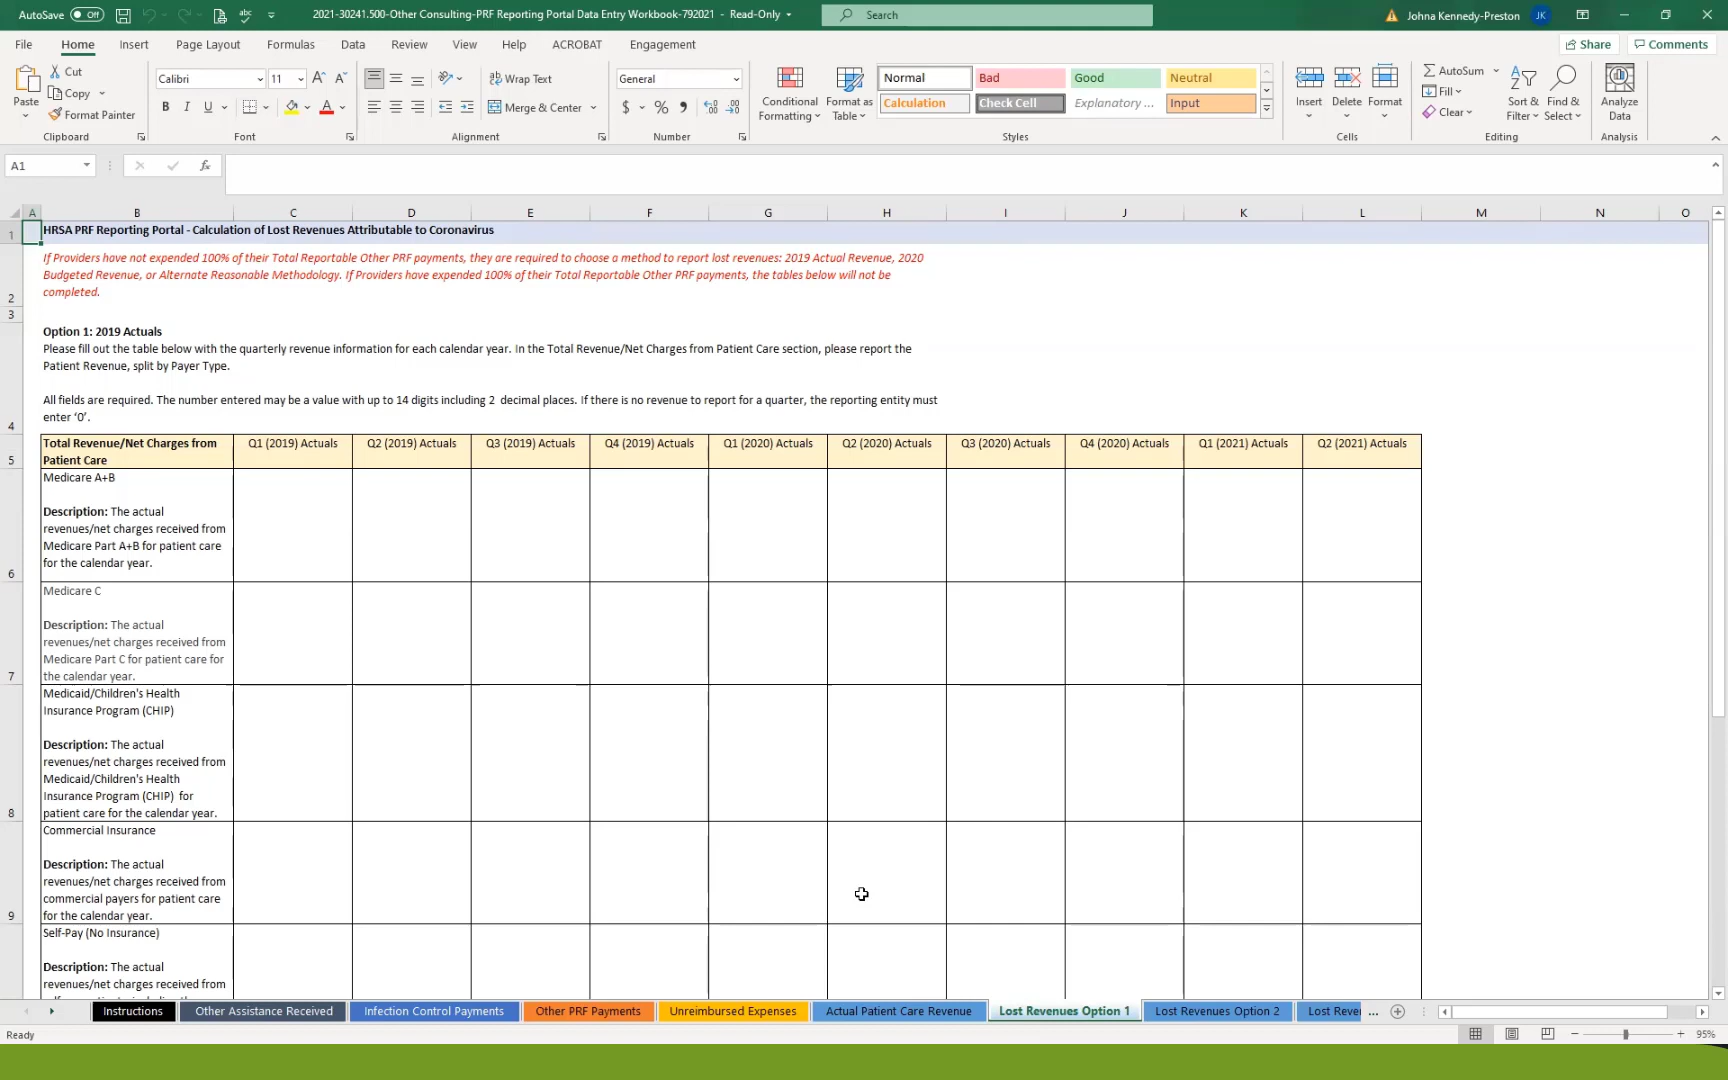 AutoSave Off 2021-30241.500-Other Consulting-PRF Reporting Portal Data Entry Workbook-792021 - Read-Only Search Johna Kennedy-Preston JK
File Home Insert Page Layout Formulas Data Review View Help ACROBAT Engagement Share Comments
Cut
Copy
Format Painter
Paste
Clipboard
Calibri 11
B I U
Font
Wrap Text
Merge & Center
Alignment
General
$ % ,
Number
Conditional Formatting
Format as Table
Normal Bad Good Neutral
Calculation Check Cell Explanatory ... Input
Styles
Insert Delete Format
Cells
AutoSum
Fill
Clear
Sort & Filter
Find & Select
Editing
Analyze Data
Analysis
A1 fx
A B C D E F G H I J K L M N O
1 HRSA PRF Reporting Portal - Calculation of Lost Revenues Attributable to Coronavirus
If Providers have not expended 100% of their Total Reportable Other PRF payments, they are required to choose a method to report lost revenues: 2019 Actual Revenue, 2020
Budgeted Revenue, or Alternate Reasonable Methodology. If Providers have expended 100% of their Total Reportable Other PRF payments, the tables below will not be
2 completed.
3
Option 1: 2019 Actuals
Please fill out the table below with the quarterly revenue information for each calendar year. In the Total Revenue/Net Charges from Patient Care section, please report the
Patient Revenue, split by Payer Type.
All fields are required. The number entered may be a value with up to 14 digits including 2 decimal places. If there is no revenue to report for a quarter, the reporting entity must
4 enter ‘0’.
Total Revenue/Net Charges from Q1 (2019) Actuals Q2 (2019) Actuals Q3 (2019) Actuals Q4 (2019) Actuals Q1 (2020) Actuals Q2 (2020) Actuals Q3 (2020) Actuals Q4 (2020) Actuals Q1 (2021) Actuals Q2 (2021) Actuals
5 Patient Care
Medicare A+B
Description: The actual
revenues/net charges received from
Medicare Part A+B for patient care
for the calendar year.
6
Medicare C
Description: The actual
revenues/net charges received from
Medicare Part C for patient care for
7 the calendar year.
Medicaid/Children's Health
Insurance Program (CHIP)
Description: The actual
revenues/net charges received from
Medicaid/Children's Health
Insurance Program (CHIP) for
8 patient care for the calendar year.
Commercial Insurance
Description: The actual
revenues/net charges received from
commercial payers for patient care
9 for the calendar year.
Self-Pay (No Insurance)
Description: The actual
revenues/net charges received from
Instructions Other Assistance Received Infection Control Payments Other PRF Payments Unreimbursed Expenses Actual Patient Care Revenue Lost Revenues Option 1 Lost Revenues Option 2 Lost Reve ...
Ready 95%